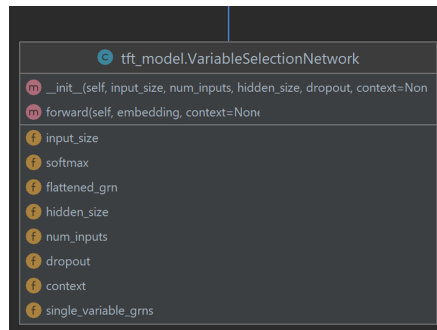 C tft_model.VariableSelectionNetwork
m __init__(self, input_size, num_inputs, hidden_size, dropout, context=Non
m forward(self, embedding, context=None
f input_size
f softmax
f flattened_grn
f hidden_size
f num_inputs
f dropout
f context
f single_variable_grns